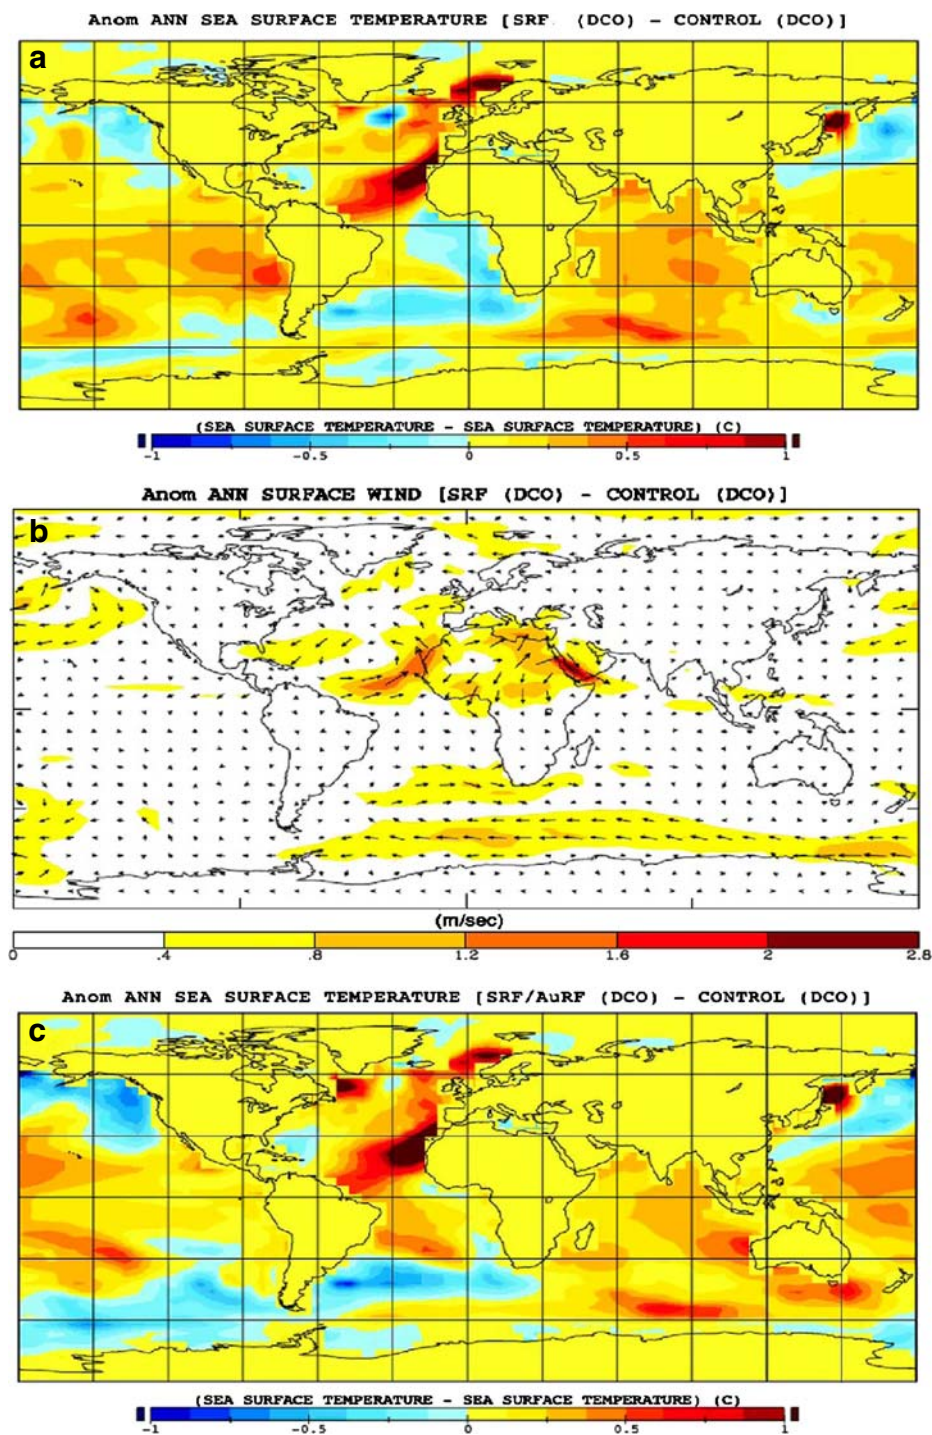 Anom ANN SEA SURFACE TEMPERATURE [SRF (DCO) - CONTROL (DCO)]
a
(SEA SURFACE TEMPERATURE - SEA SURFACE TEMPERATURE) (C)
-1 -0.5 0 0.5 1
Anom ANN SURFACE WIND [SRF (DCO) - CONTROL (DCO)]
b
(m/sec)
0 .4 .8 1.2 1.6 2 2.8
Anom ANN SEA SURFACE TEMPERATURE [SRF/AuRF (DCO) - CONTROL (DCO)]
c
(SEA SURFACE TEMPERATURE - SEA SURFACE TEMPERATURE) (C)
-1 -0.5 0 0.5 1